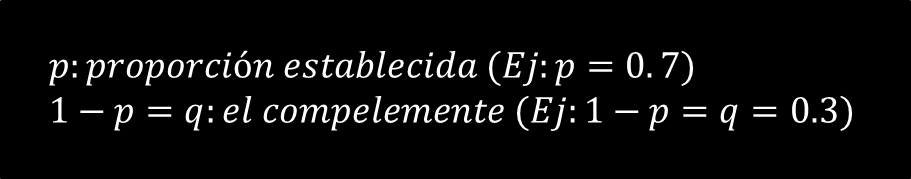 p: proporción establecida (Ej: p = 0.7)
1 − p = q: el compelemente (Ej: 1 − p = q = 0.3)